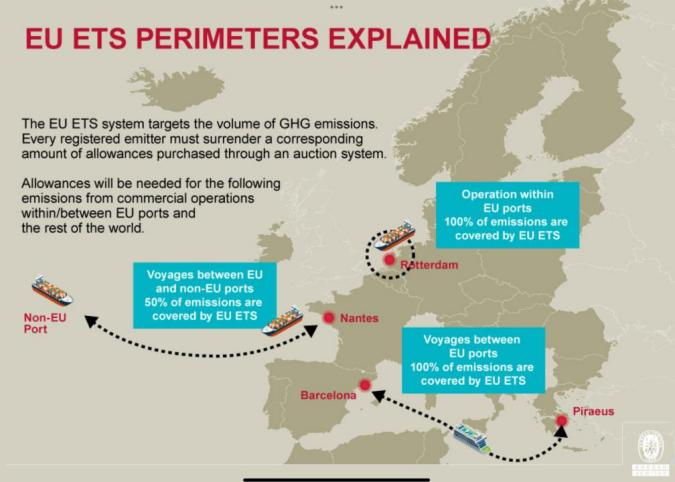 EU ETS PERIMETERS EXPLAINED
The EU ETS system targets the volume of GHG emissions.
Every registered emitter must surrender a corresponding
amount of allowances purchased through an auction system.
Allowances will be needed for the following
emissions from commercial operations
within/between EU ports and
the rest of the world.
Operation within
EU ports
100% of emissions are
covered by EU ETS
Rotterdam
Voyages between EU
and non-EU ports
50% of emissions are
covered by EU ETS
Non-EU
Port
Nantes
Voyages between
EU ports
100% of emissions are
covered by EU ETS
Barcelona
Piraeus